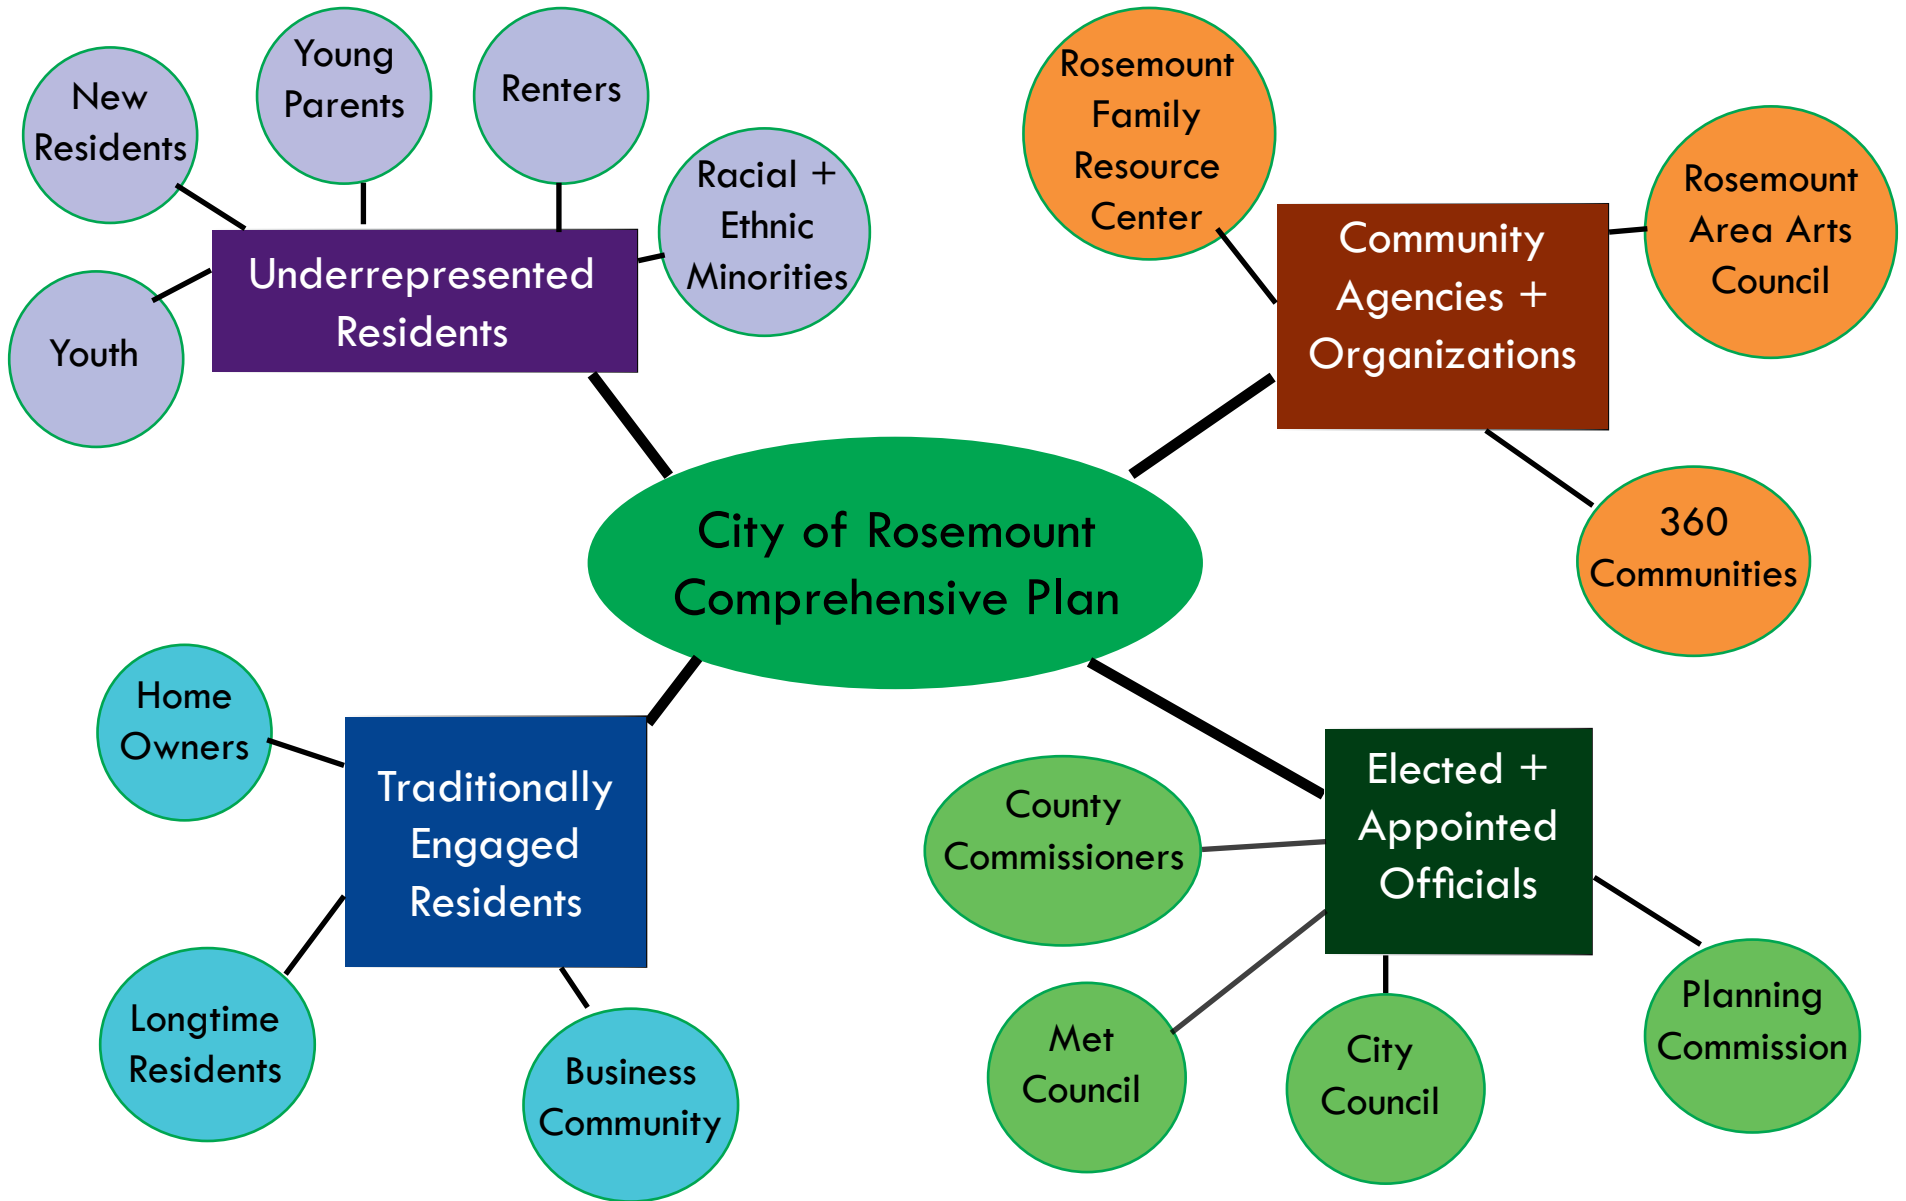 New
Residents
Young
Parents
Renters
Racial +
Ethnic
Minorities
Youth
Underrepresented
Residents
Rosemount
Family
Resource
Center
Community
Agencies +
Organizations
Rosemount
Area Arts
Council
360
Communities
City of Rosemount
Comprehensive Plan
Home
Owners
Traditionally
Engaged
Residents
Longtime
Residents
Business
Community
Elected +
Appointed
Officials
County
Commissioners
Met
Council
City
Council
Planning
Commission